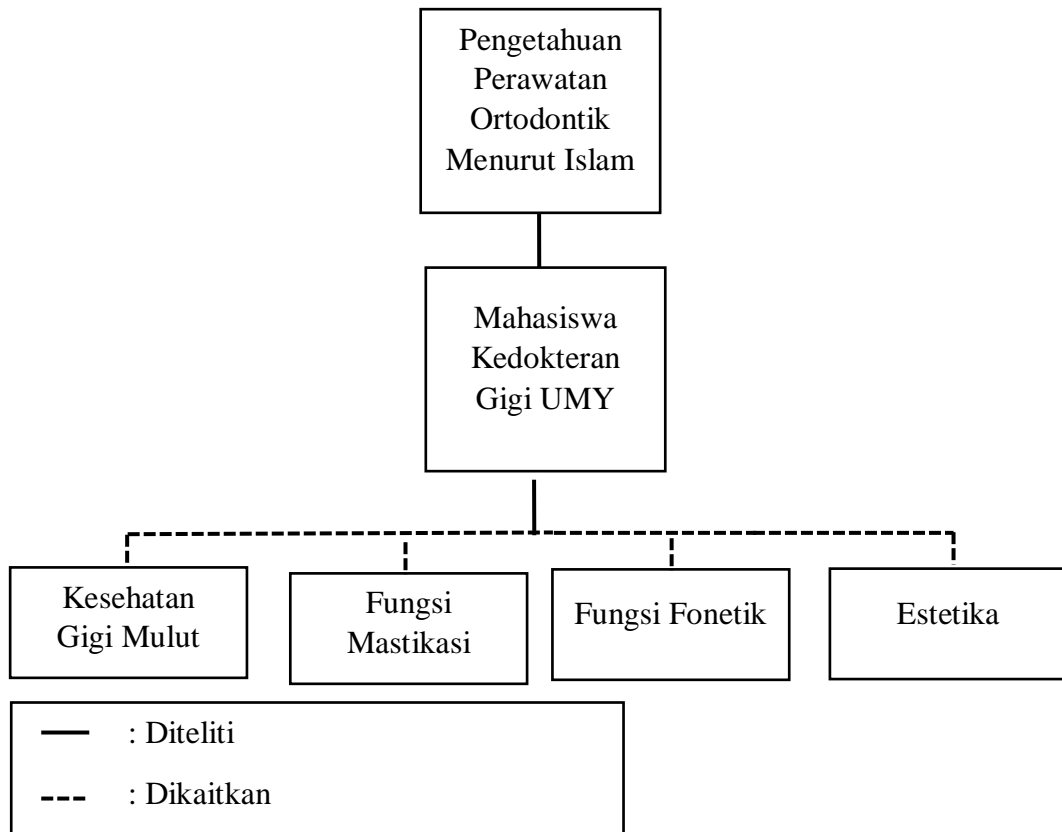 Pengetahuan
Perawatan
Ortodontik
Menurut Islam
Mahasiswa
Kedokteran
Gigi UMY
Kesehatan
Gigi Mulut
Fungsi
Mastikasi
Fungsi Fonetik
Estetika
: Diteliti
: Dikaitkan